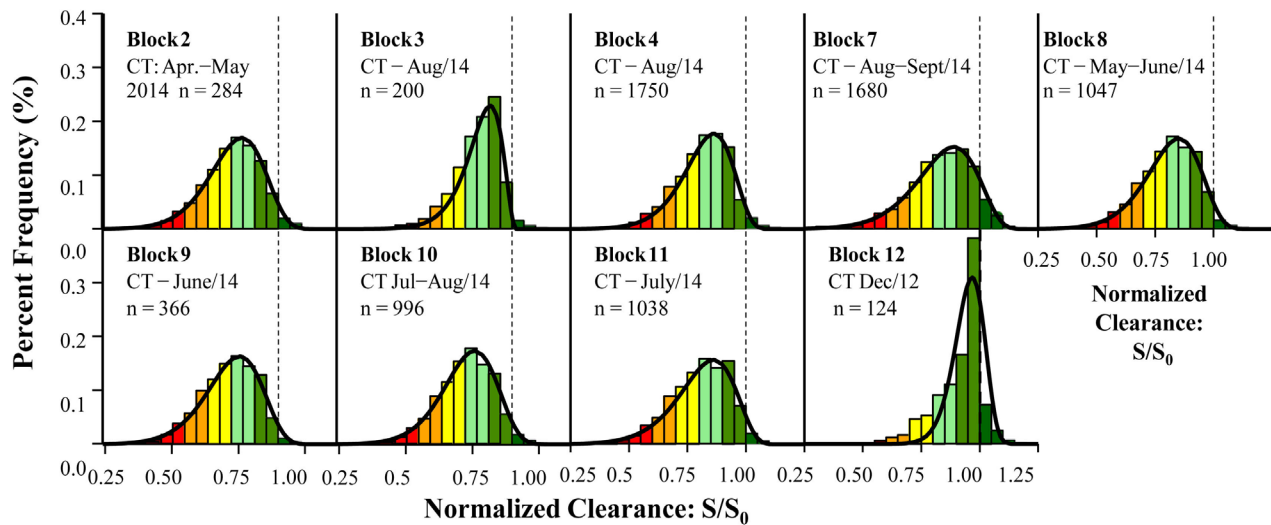 Percent Frequency (%)
0.4
0.3
0.2
0.1
0.0
0.3
0.2
0.1
0.0
Block 2
CT: Apr.–May
2014 n = 284
Block 3
CT – Aug/14
n = 200
Block 4
CT – Aug/14
n = 1750
Block 7
CT – Aug–Sept/14
n = 1680
Block 8
CT – May–June/14
n = 1047
0.25 0.50 0.75 1.00
Normalized
Clearance:
S/S0
Block 9
CT – June/14
n = 366
Block 10
CT Jul–Aug/14
n = 996
Block 11
CT – July/14
n = 1038
Block 12
CT Dec/12
n = 124
0.25 0.50 0.75 1.00 0.25 0.50 0.75 1.00 0.25 0.5 0.75 1.00 0.25 0.50 0.75 1.00 1.25
Normalized Clearance: S/S0